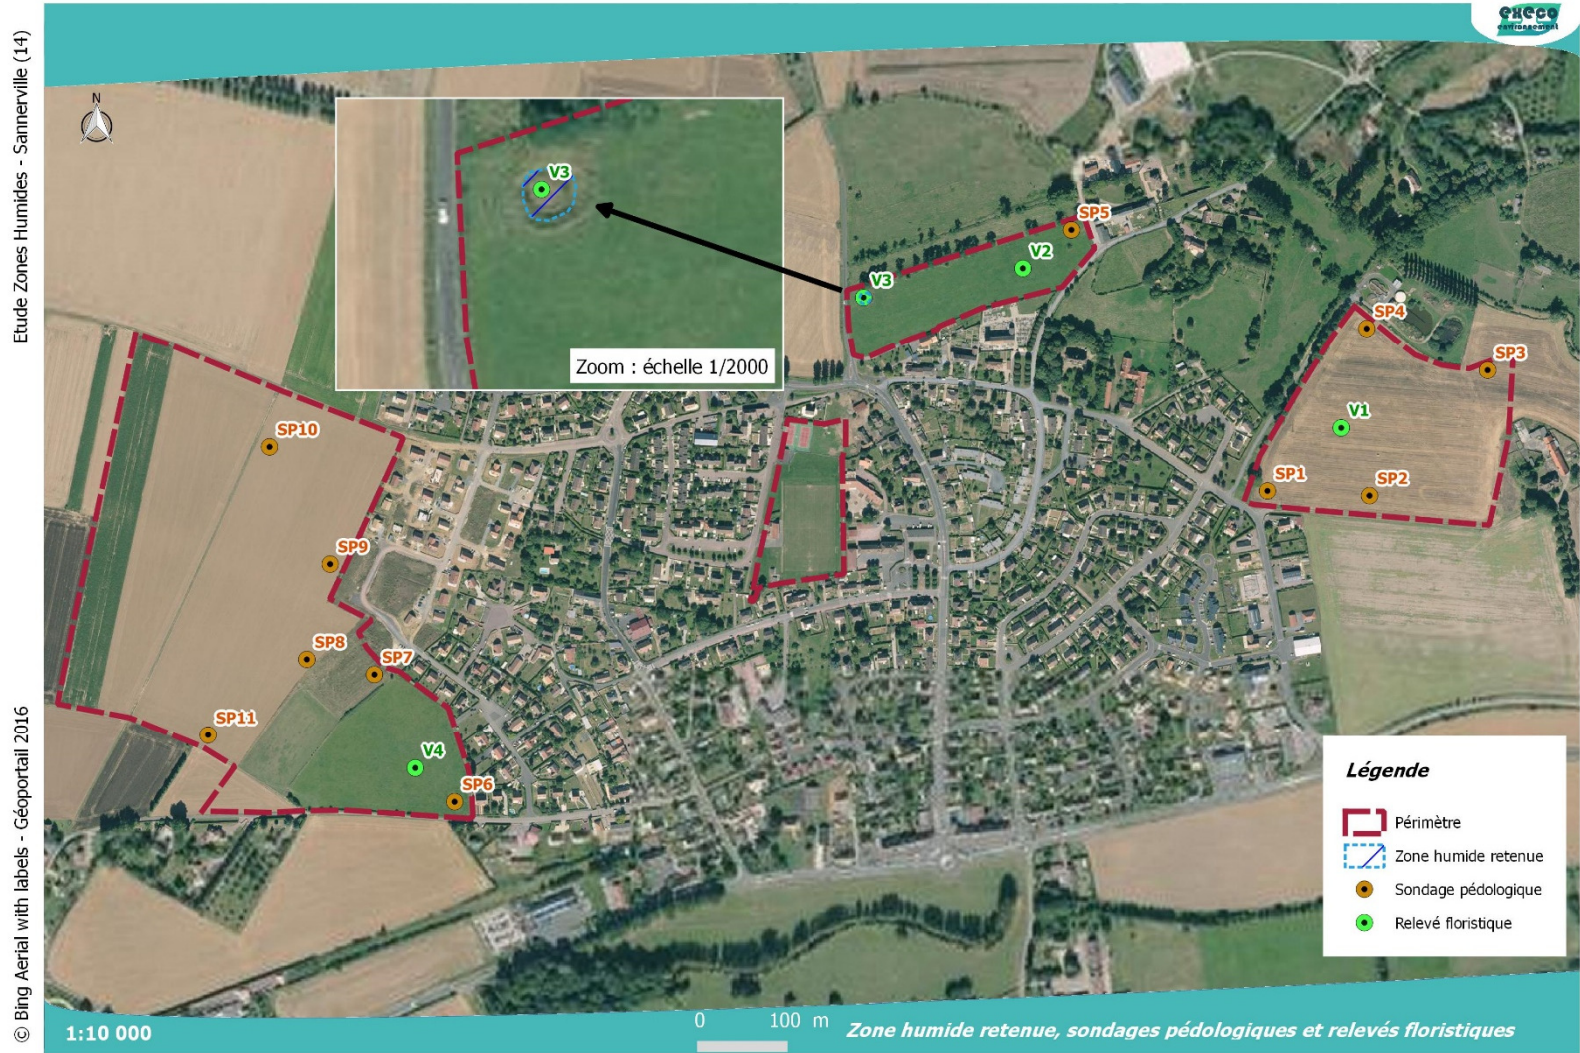 Etude Zones Humides - Sannerville (14)
© Bing Aerial with labels - Géoportail 2016
execo
environnement
N
V3
Zoom : échelle 1/2000
SP5
V2
V3
SP4
SP3
V1
SP1
SP2
SP10
SP9
SP8
SP7
SP11
V4
SP6
Légende
Périmètre
Zone humide retenue
Sondage pédologique
Relevé floristique
1:10 000
0 100 m
Zone humide retenue, sondages pédologiques et relevés floristiques